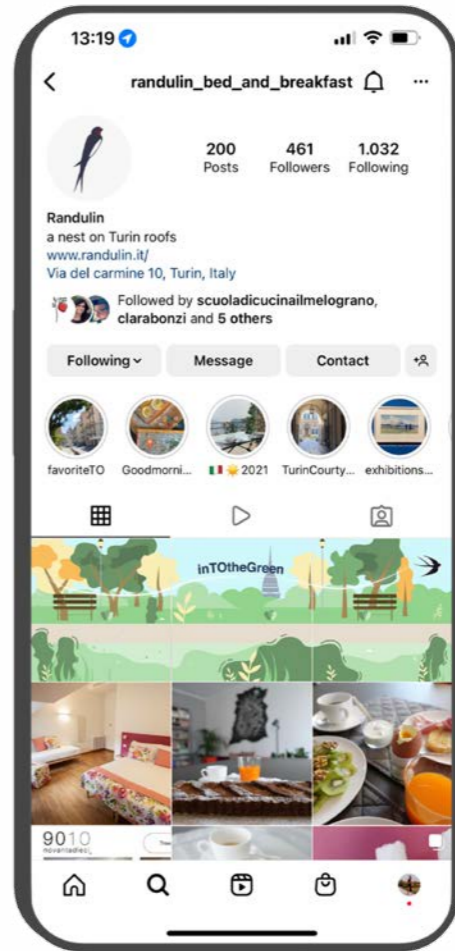 13:19
randulin_bed_and_breakfast
200 461 1.032
Posts Followers Following
Randulin
a nest on Turin roofs
www.randulin.it/
Via del carmine 10, Turin, Italy
Followed by scuoladicucinailmelograno,
clarabonzi and 5 others
Following Message Contact
favoriteTO Goodmorni... 🇮🇹☀️ 2021 TurinCourty... exhibitions...
inTOtheGreen
9010
novantadieci